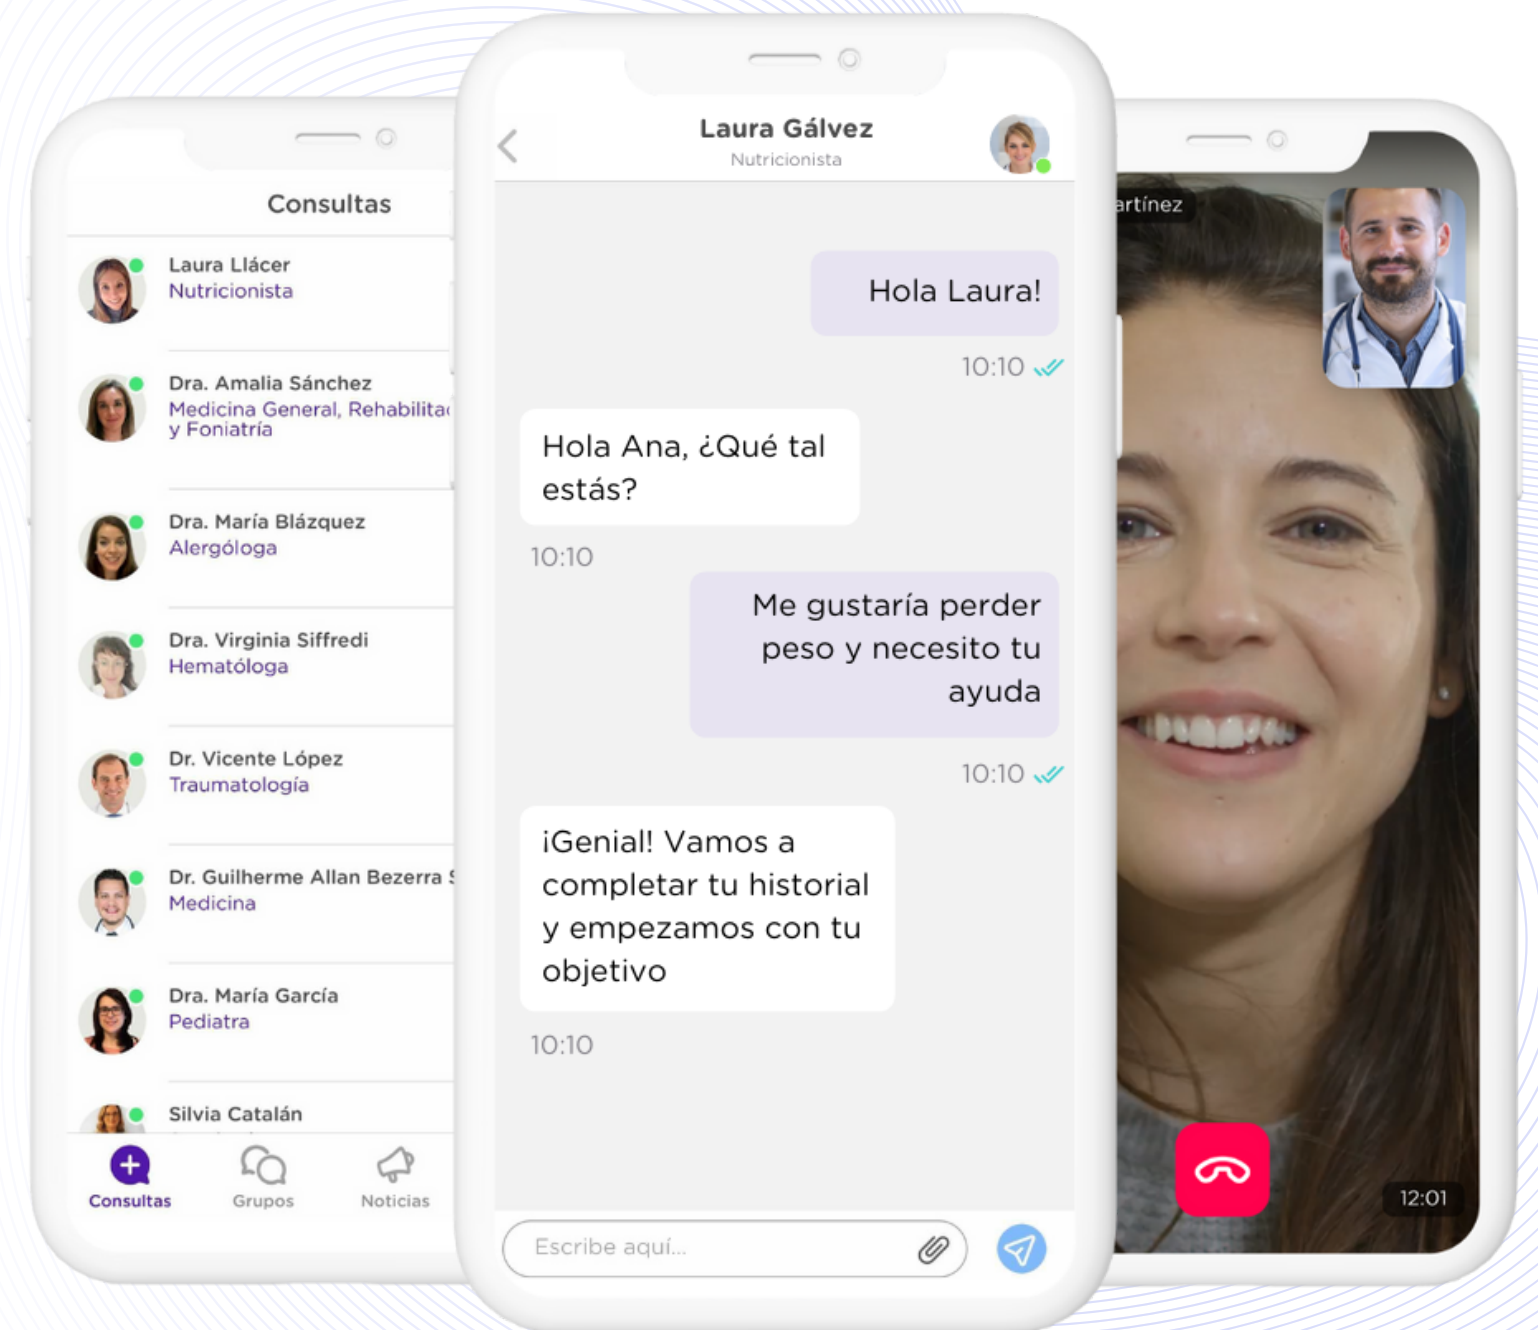 Consultas
Laura Llácer
Nutricionista
Dra. Amalia Sánchez
Medicina General,
y Foniatría
Dra. María Blázquez
Alergóloga
Dra. Virginia Siffredi
Hematóloga
Dr. Vicente López
Traumatología
Dr. Guilherme Allan Bezerra
Medicina
Dra. María García
Pediatra
Silvia Catalán
Consultas
Grupos
Noticias
Laura Gálvez
Nutricionista
Hola Laura!
10:10
Hola Ana, ¿Qué tal
estás?
10:10
Me gustaría perder
peso y necesito tu
ayuda
10:10
¡Genial! Vamos a
completar tu historial
y empezamos con tu
objetivo
10:10
Escribe aquí...
artínez
12:01